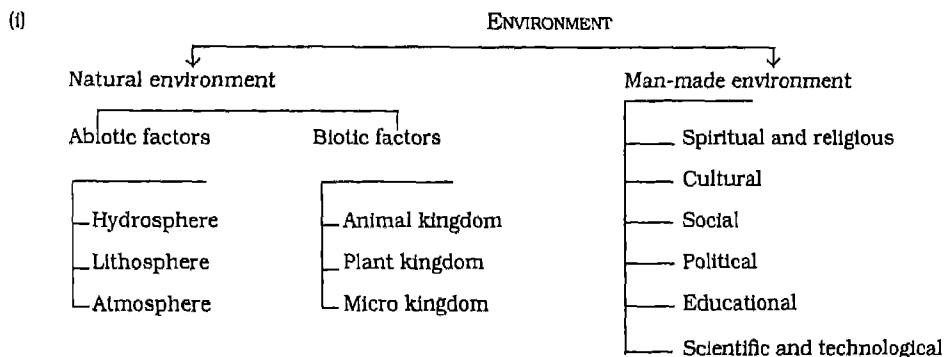 (i) ENVIRONMENT
Natural environment Man-made environment
Abiotic factors Biotic factors
Spiritual and religious
Cultural
Hydrosphere Animal kingdom Social
Lithosphere Plant kingdom Political
Atmosphere Micro kingdom Educational
Scientific and technological